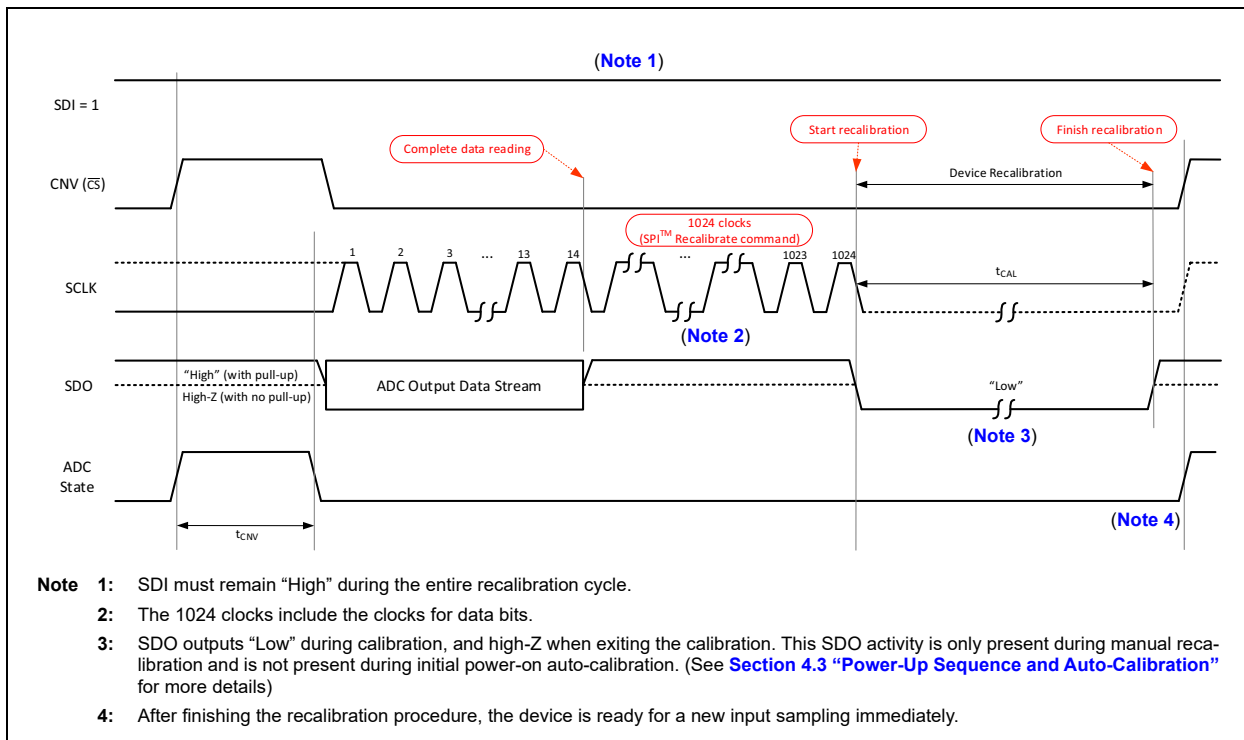 (Note 1)
SDI = 1
Complete data reading
Start recalibration
Finish recalibration
CNV (CS)
Device Recalibration
1024 clocks
(SPI™ Recalibrate command)
1 2 3 ... 13 14 ... 1023 1024
SCLK
tCAL
(Note 2)
SDO
“High” (with pull-up)
High-Z (with no pull-up)
ADC Output Data Stream
“Low”
(Note 3)
ADC
State
(Note 4)
tCNV
Note 1: SDI must remain “High” during the entire recalibration cycle.
2: The 1024 clocks include the clocks for data bits.
3: SDO outputs “Low” during calibration, and high-Z when exiting the calibration. This SDO activity is only present during manual reca-
libration and is not present during initial power-on auto-calibration. (See Section 4.3 “Power-Up Sequence and Auto-Calibration”
for more details)
4: After finishing the recalibration procedure, the device is ready for a new input sampling immediately.